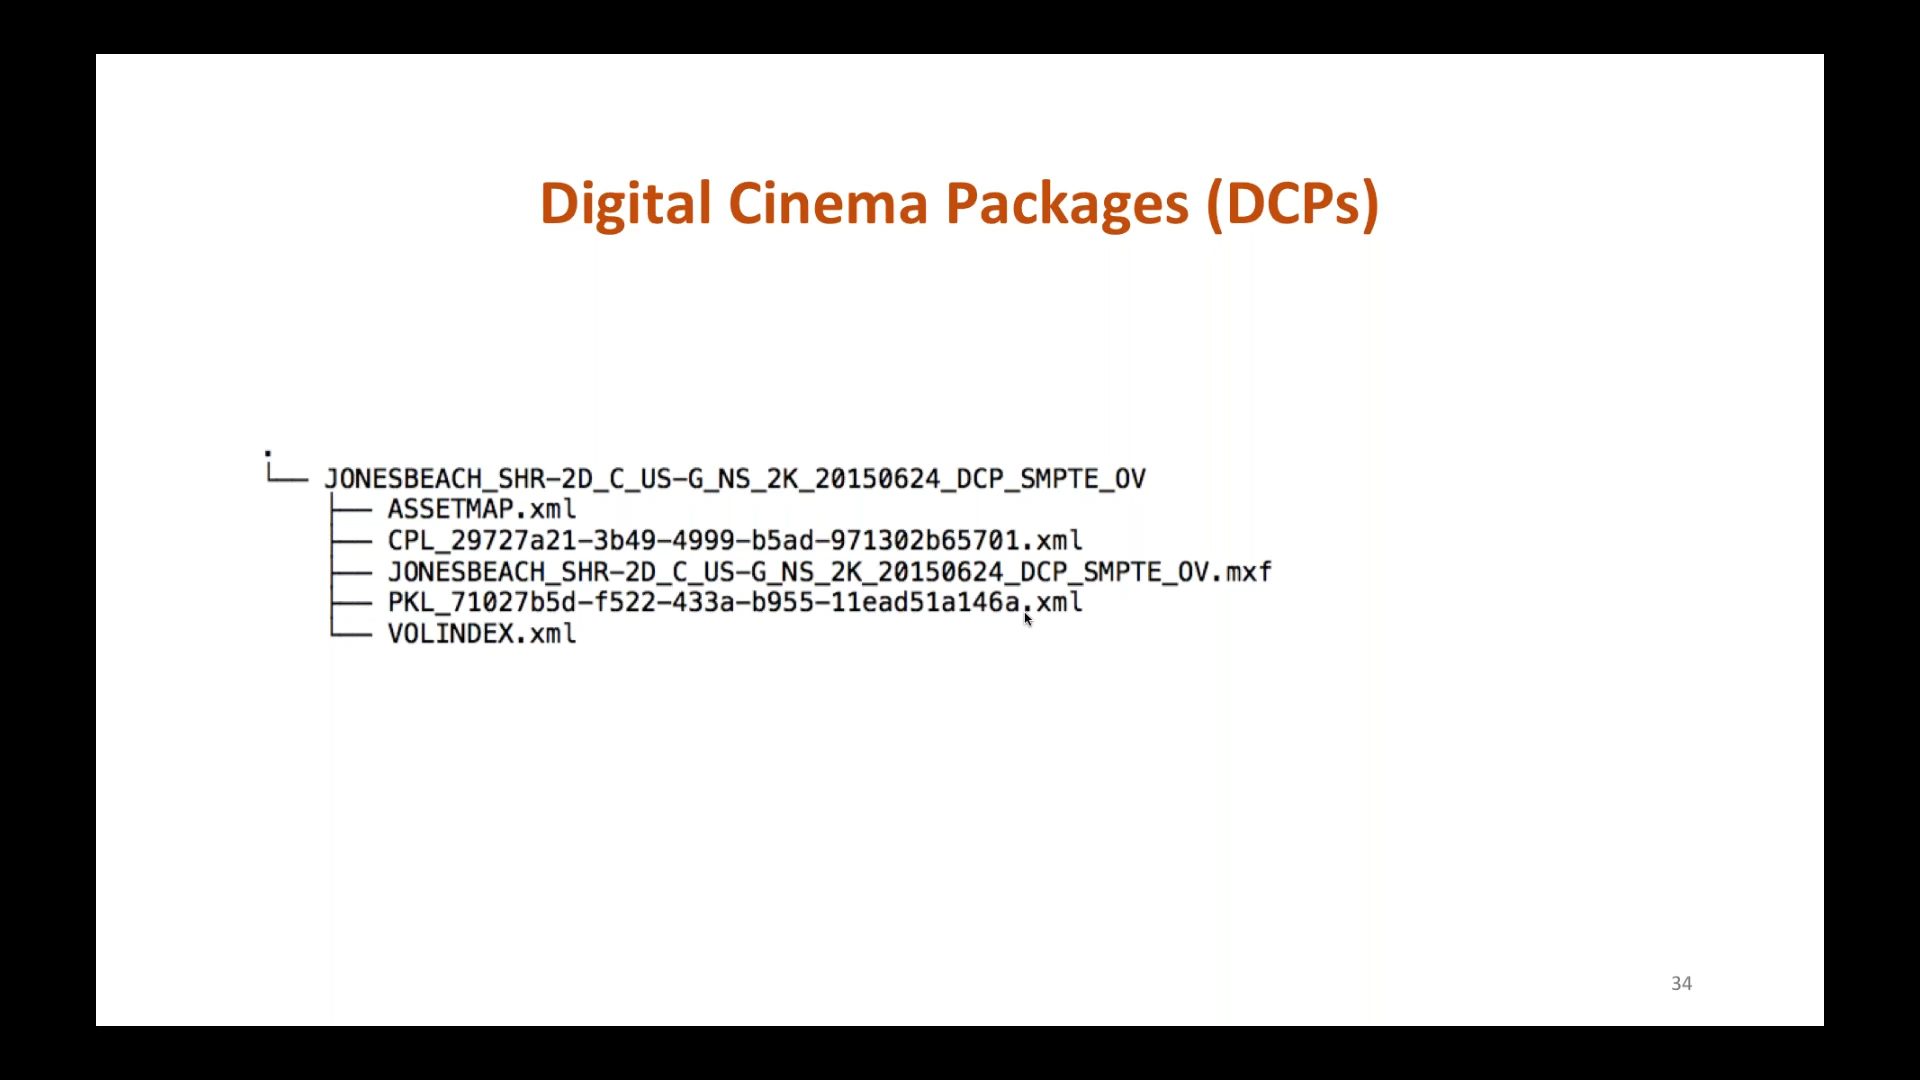 Digital Cinema Packages (DCPs)
.
└── JONESBEACH_SHR-2D_C_US-G_NS_2K_20150624_DCP_SMPTE_OV
├── ASSETMAP.xml
├── CPL_29727a21-3b49-4999-b5ad-971302b65701.xml
├── JONESBEACH_SHR-2D_C_US-G_NS_2K_20150624_DCP_SMPTE_OV.mxf
├── PKL_71027b5d-f522-433a-b955-11ead51a146a.xml
└── VOLINDEX.xml
34